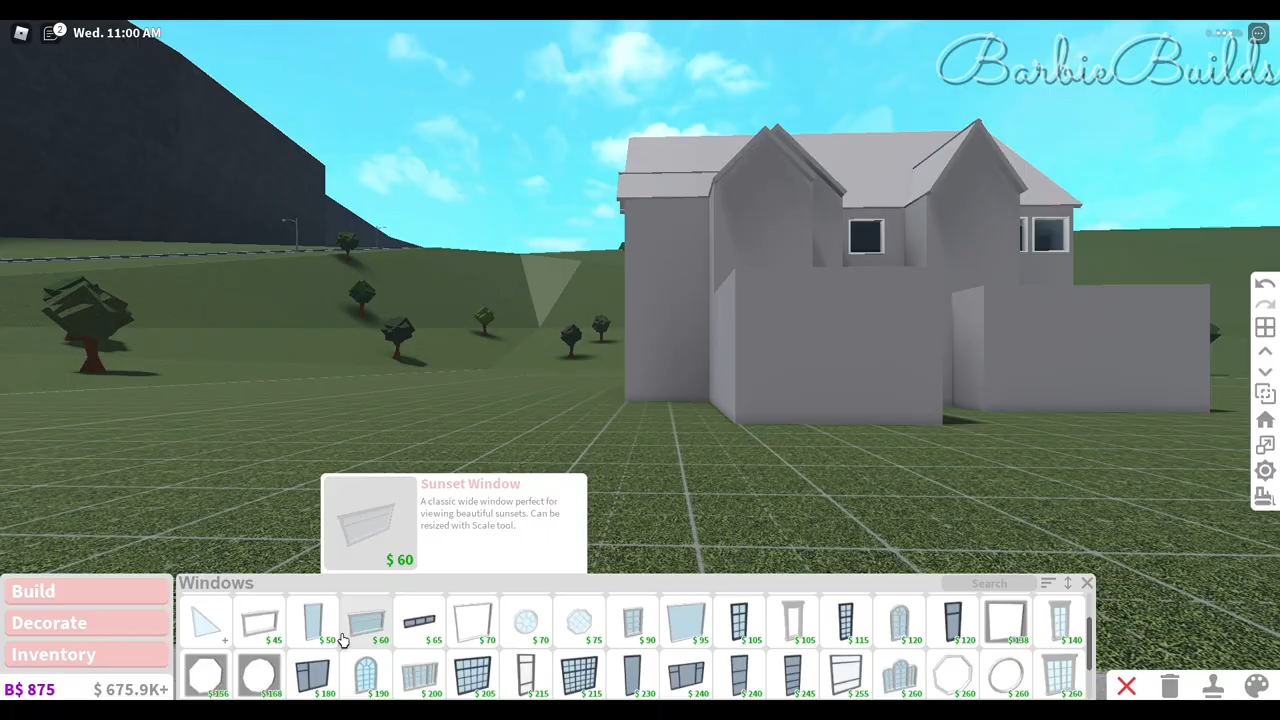 2
Wed. 11:00 AM
BarbieBuilds
Sunset Window
A classic wide window perfect for
viewing beautiful sunsets. Can be
resized with Scale tool.
$ 60
Build
Decorate
Inventory
B$ 875 $ 675.9K+
Windows
Search
+ $ 45 $ 50 $ 60 $ 65 $ 70 $ 70 $ 75 $ 90 $ 95 $ 105 $ 105 $ 115 $ 120 $ 120 $ 138 $ 140
$ 156 $ 168 $ 180 $ 190 $ 200 $ 205 $ 215 $ 215 $ 230 $ 240 $ 240 $ 245 $ 255 $ 260 $ 260 $ 260 $ 260